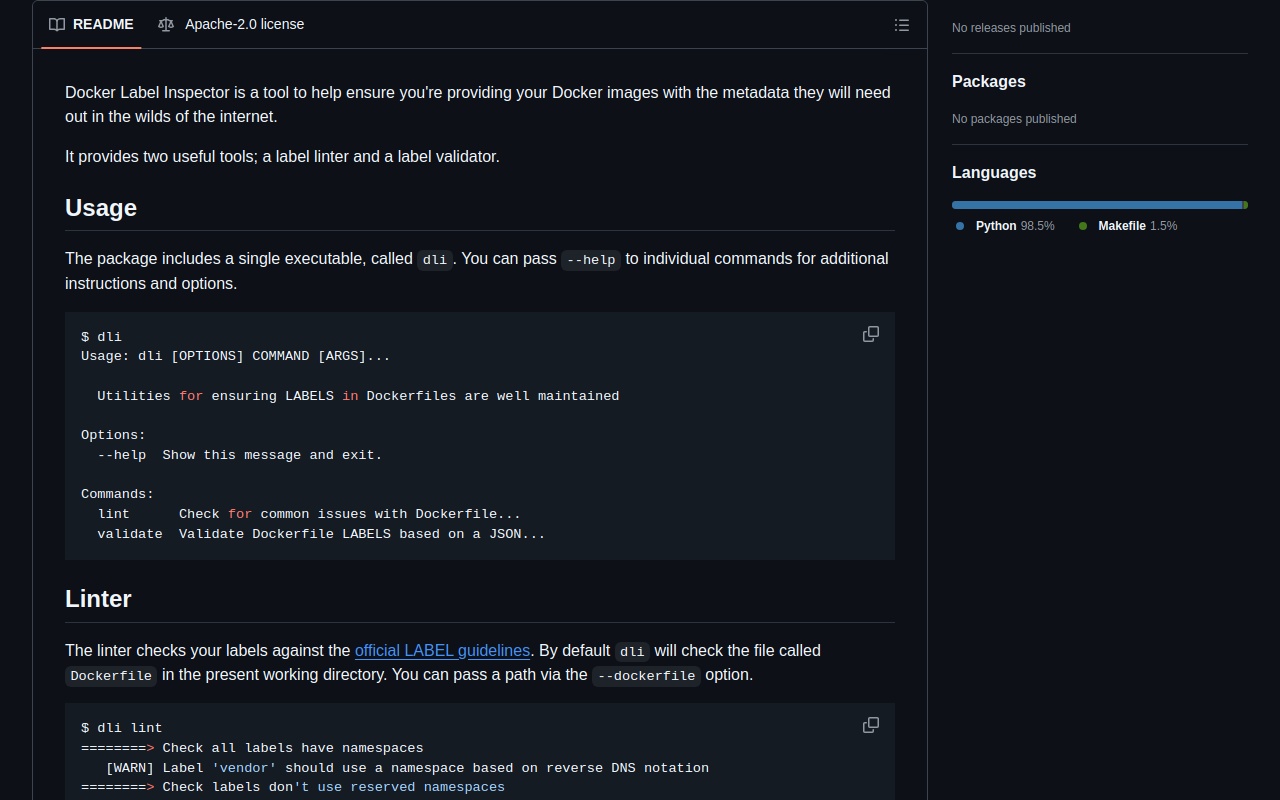 README
Apache-2.0 license
Docker Label Inspector is a tool to help ensure you're providing your Docker images with the metadata they will need
out in the wilds of the internet.
It provides two useful tools; a label linter and a label validator.
Usage
The package includes a single executable, called dli. You can pass --help to individual commands for additional
instructions and options.
$ dli
Usage: dli [OPTIONS] COMMAND [ARGS]...
  Utilities for ensuring LABELS in Dockerfiles are well maintained
Options:
  --help  Show this message and exit.
Commands:
  lint      Check for common issues with Dockerfile...
  validate  Validate Dockerfile LABELS based on a JSON...
Linter
The linter checks your labels against the official LABEL guidelines. By default dli will check the file called
Dockerfile in the present working directory. You can pass a path via the --dockerfile option.
$ dli lint
========> Check all labels have namespaces
   [WARN] Label 'vendor' should use a namespace based on reverse DNS notation
========> Check labels don't use reserved namespaces
No releases published
Packages
No packages published
Languages
Python 98.5%
Makefile 1.5%